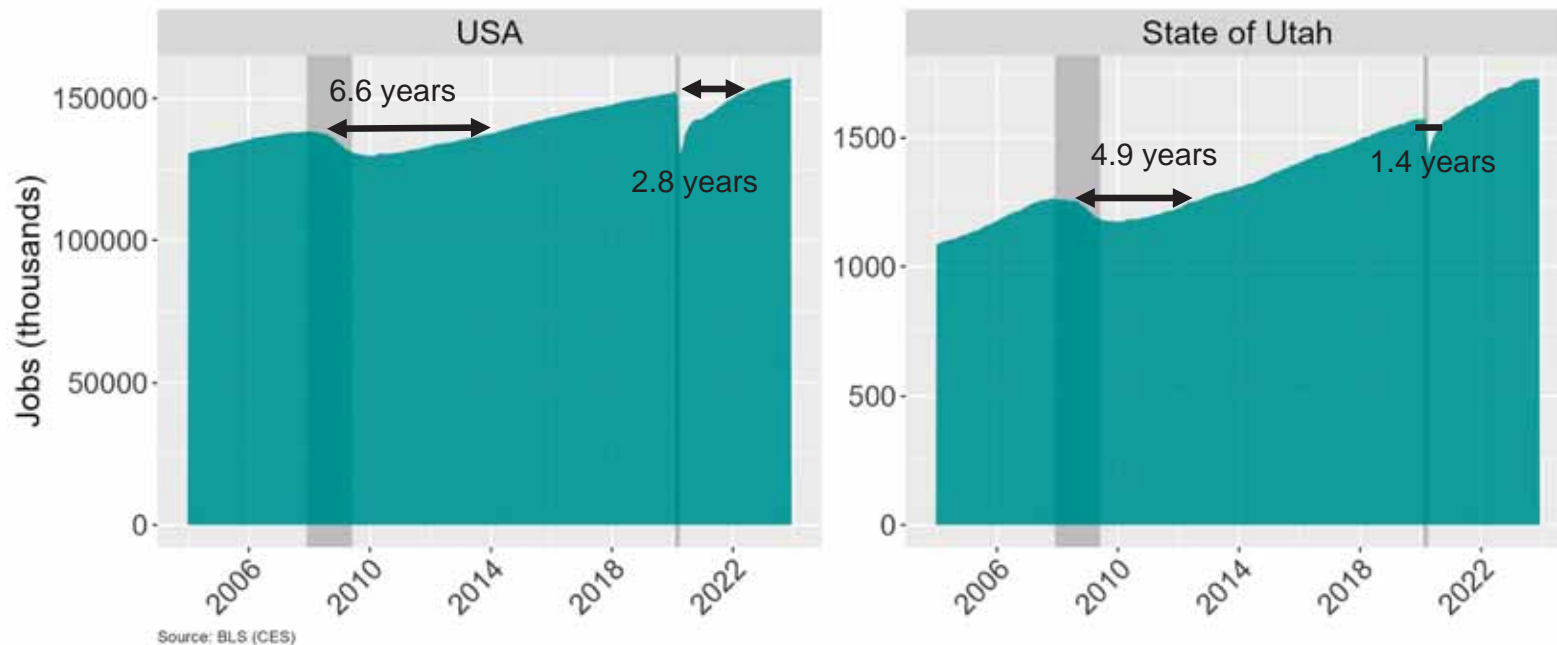 USA
State of Utah
Jobs (thousands)
150000
100000
50000
0
6.6 years
2.8 years
2006
2010
2014
2018
2022
1500
1000
500
0
4.9 years
1.4 years
2006
2010
2014
2018
2022
Source: BLS (CES)